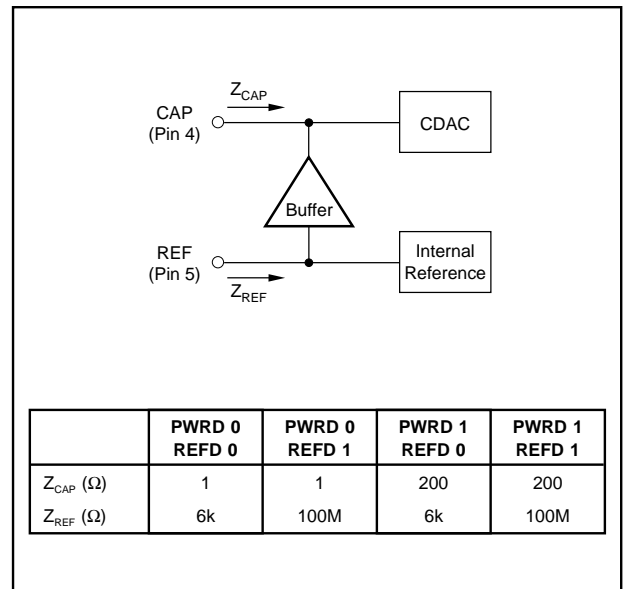 Z_CAP
CAP
(Pin 4)
CDAC
Buffer
REF
(Pin 5)
Z_REF
Internal
Reference
PWRD 0 PWRD 0 PWRD 1 PWRD 1
REFD 0 REFD 1 REFD 0 REFD 1
Z_CAP (Ω) 1 1 200 200
Z_REF (Ω) 6k 100M 6k 100M